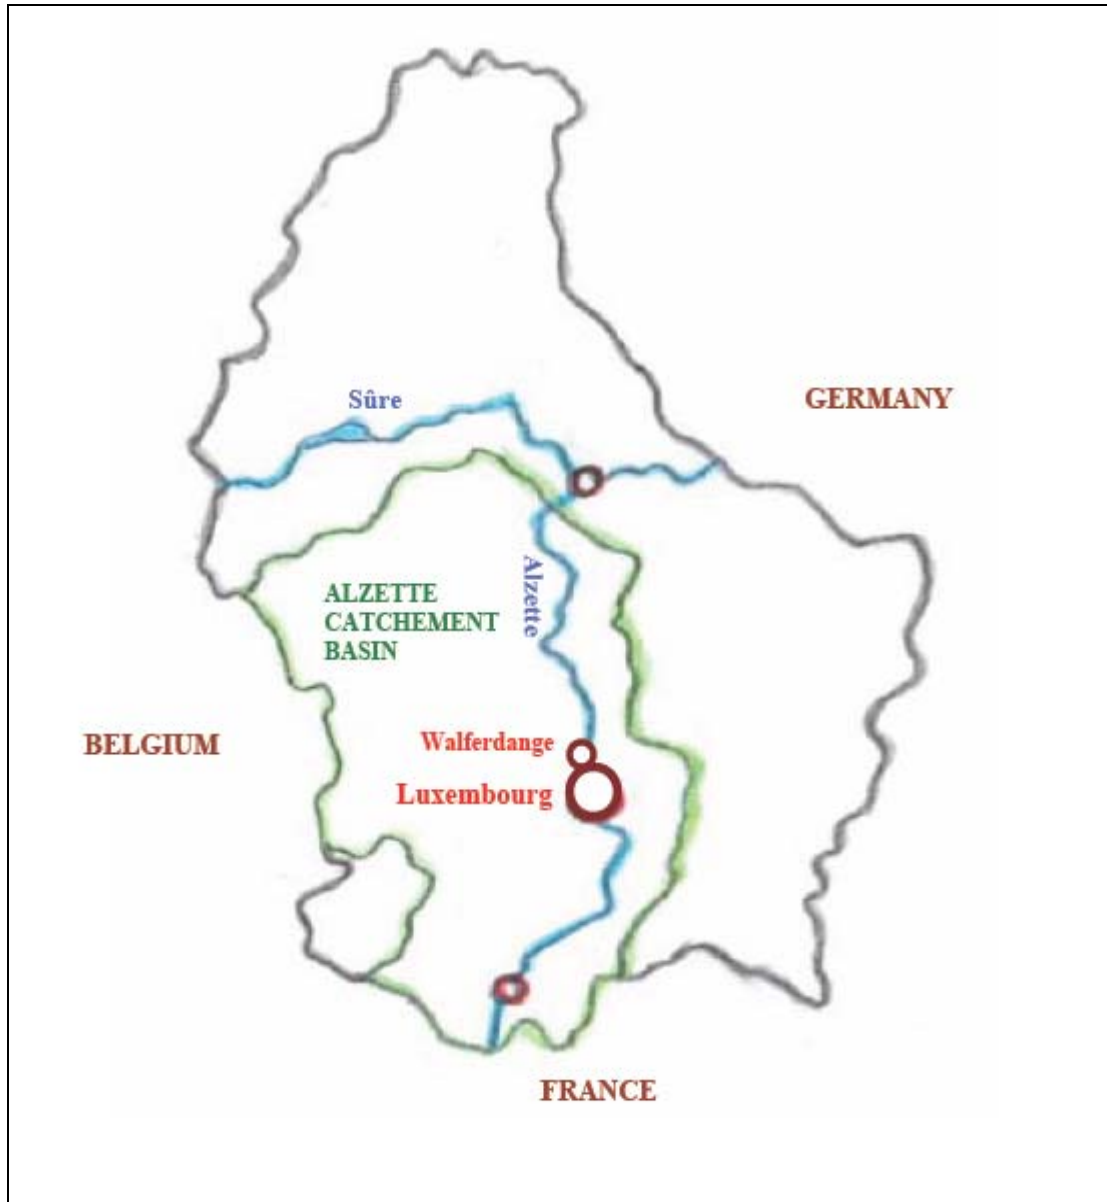 Sûre
GERMANY
Alzette
ALZETTE
CATCHEMENT
BASIN
BELGIUM
Walferdange
Luxembourg
FRANCE